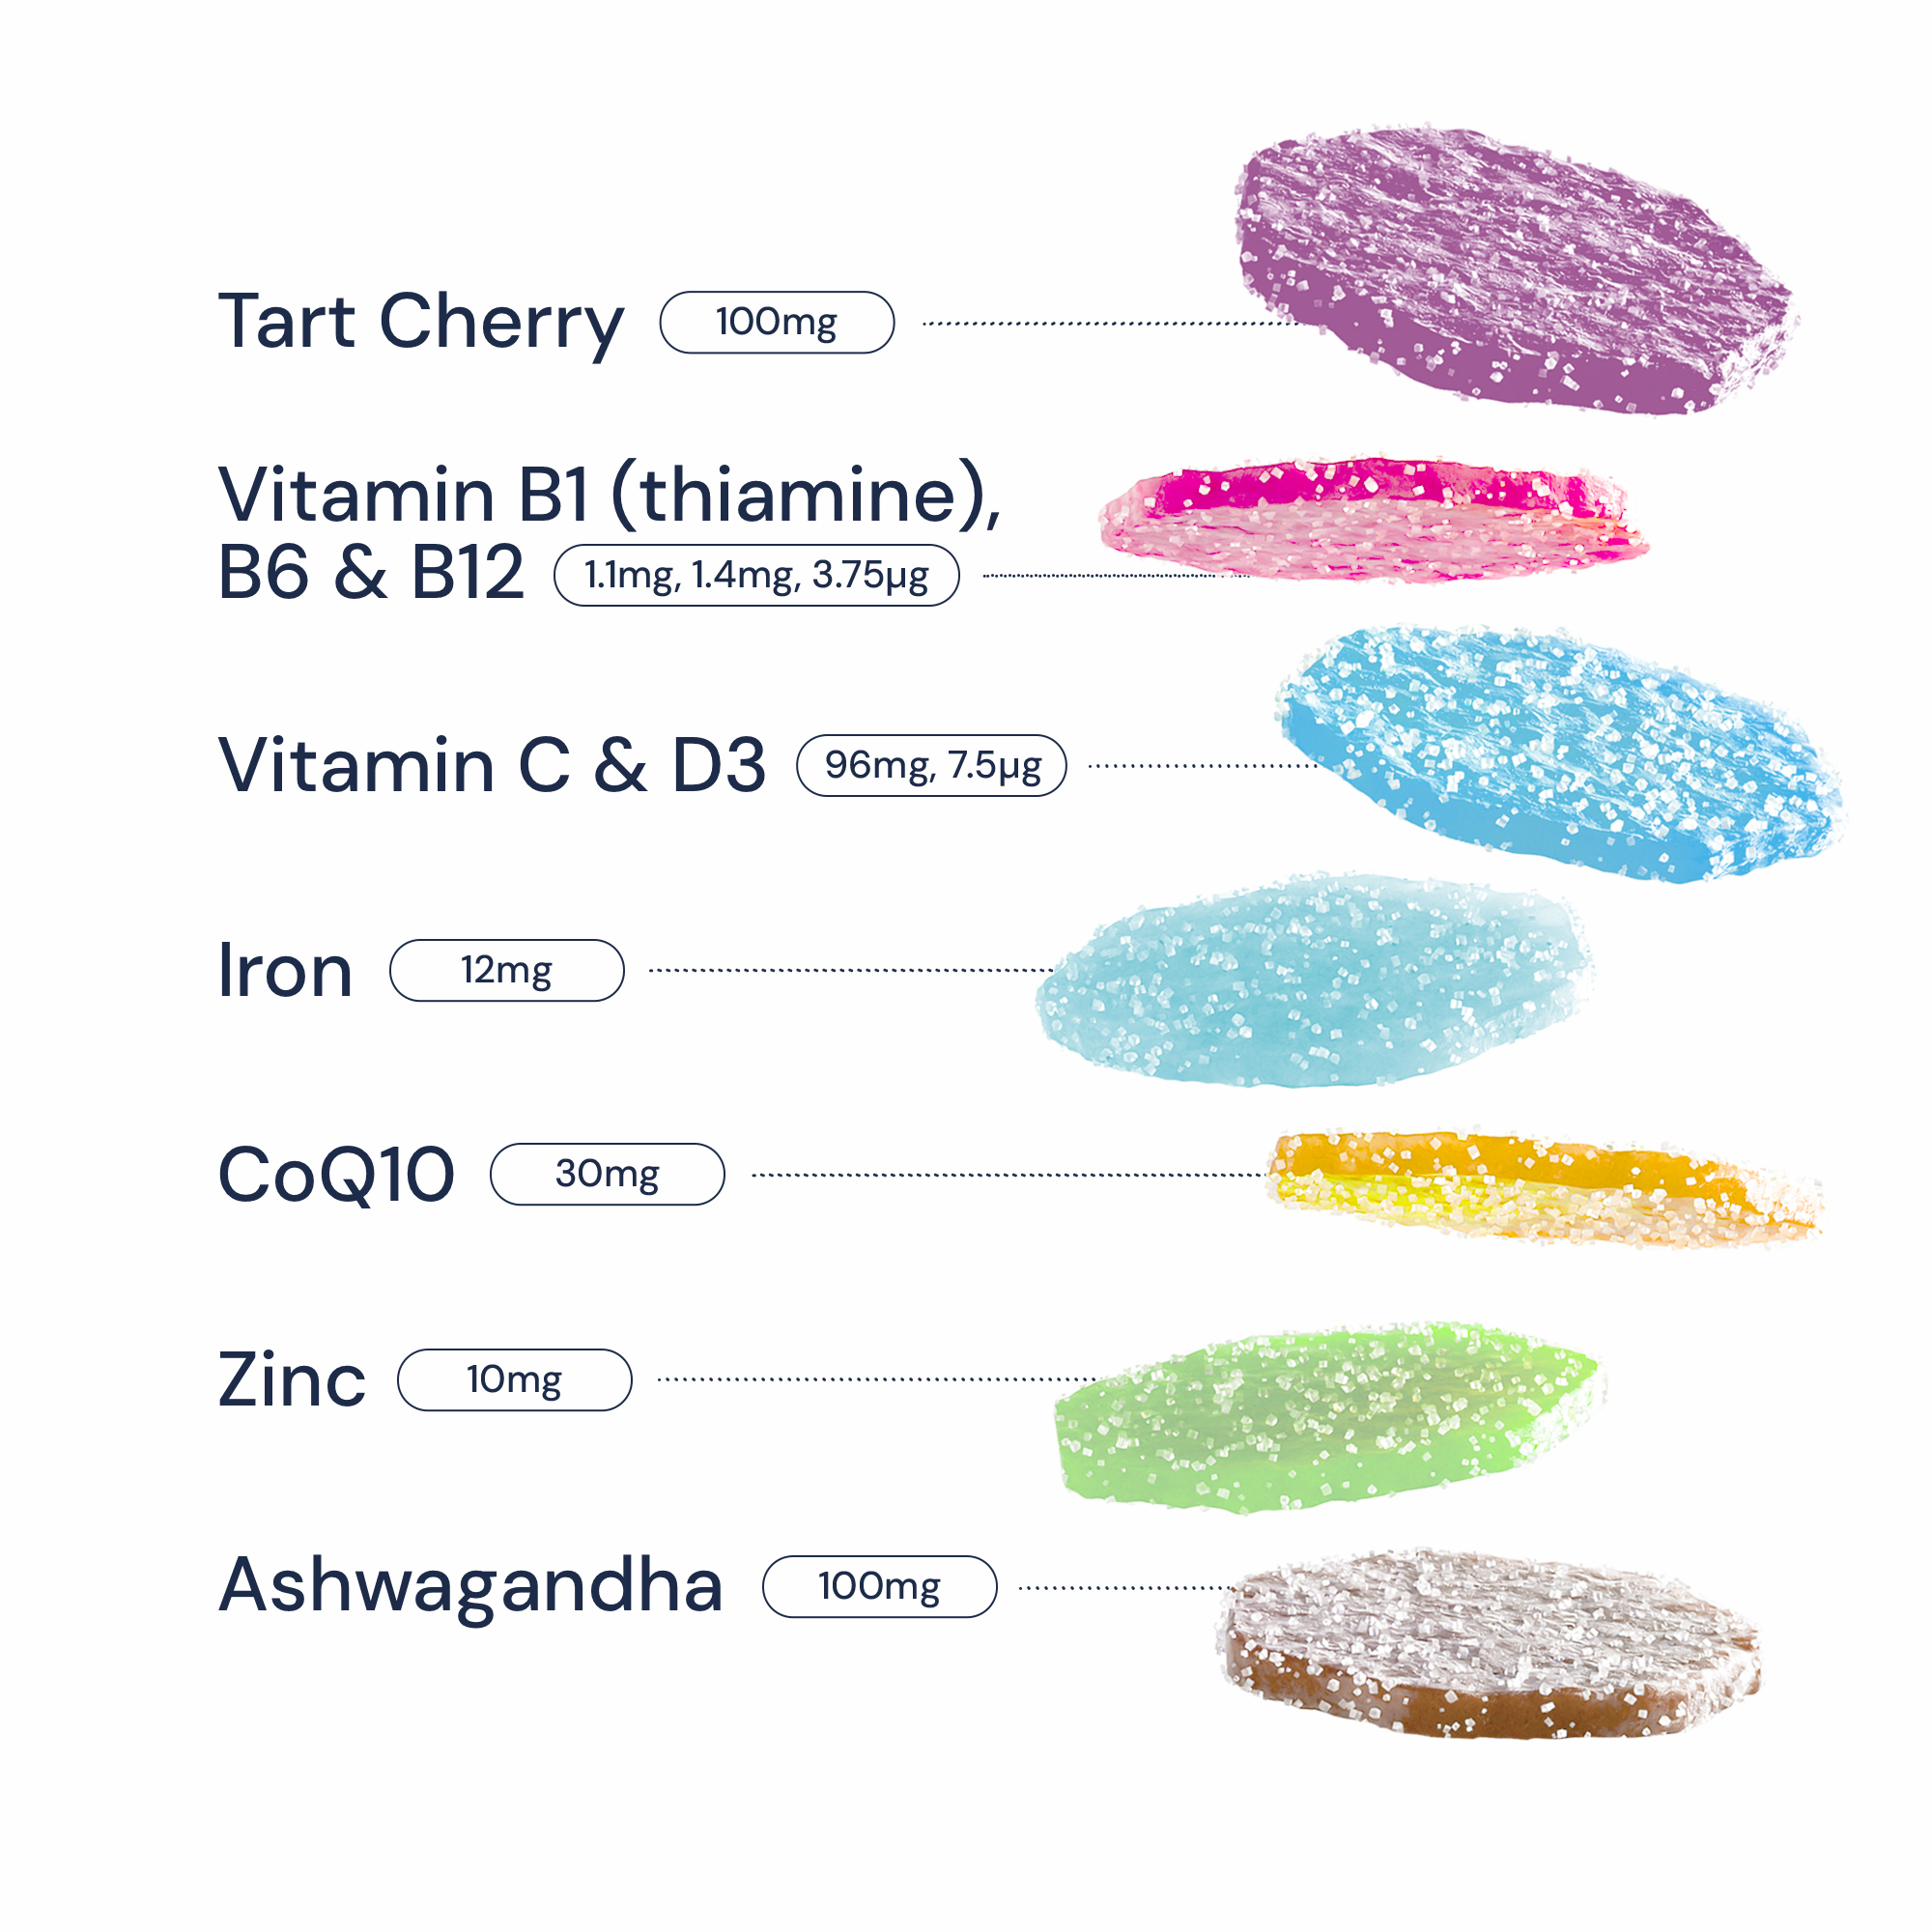 Tart Cherry 100mg
Vitamin B1 (thiamine),
B6 & B12 1.1mg, 1.4mg, 3.75µg
Vitamin C & D3 96mg, 7.5µg
Iron 12mg
CoQ10 30mg
Zinc 10mg
Ashwagandha 100mg